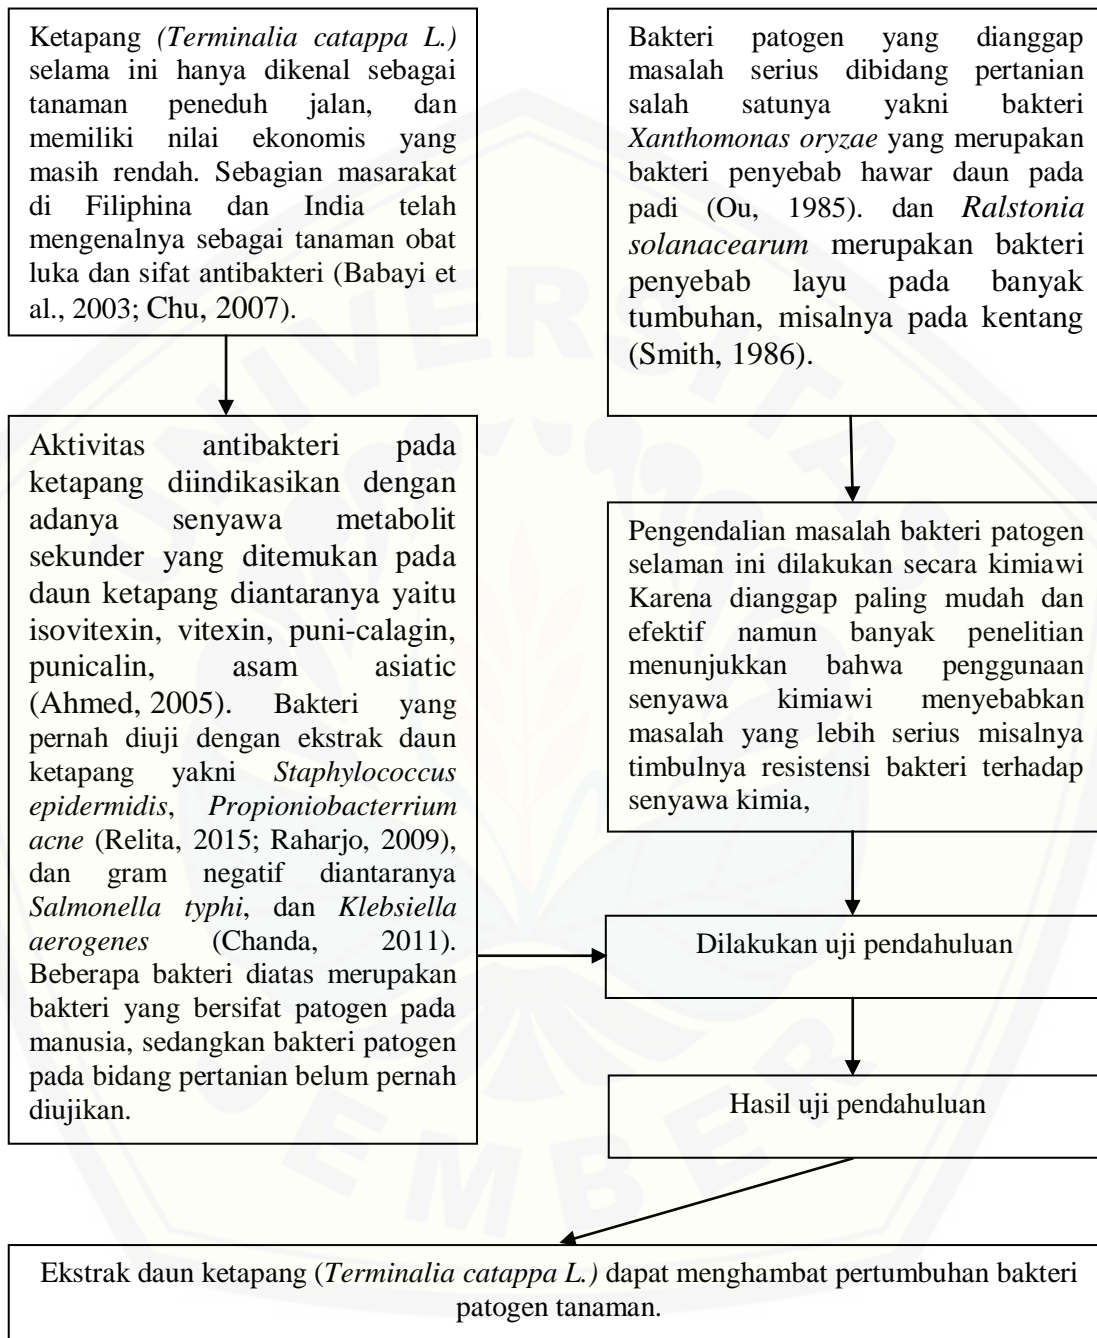 Ketapang (Terminalia catappa L.)
selama ini hanya dikenal sebagai
tanaman peneduh jalan, dan
memiliki nilai ekonomis yang
masih rendah. Sebagian masarakat
di Filiphina dan India telah
mengenalnya sebagai tanaman obat
luka dan sifat antibakteri (Babayi et
al., 2003; Chu, 2007).
Bakteri patogen yang dianggap
masalah serius dibidang pertanian
salah satunya yakni bakteri
Xanthomonas oryzae yang merupakan
bakteri penyebab hawar daun pada
padi (Ou, 1985). dan Ralstonia
solanacearum merupakan bakteri
penyebab layu pada banyak
tumbuhan, misalnya pada kentang
(Smith, 1986).
Aktivitas antibakteri pada
ketapang diindikasikan dengan
adanya senyawa metabolit
sekunder yang ditemukan pada
daun ketapang diantaranya yaitu
isovitexin, vitexin, puni-calagin,
punicalin, asam asiatic
(Ahmed, 2005). Bakteri yang
pernah diuji dengan ekstrak daun
ketapang yakni Staphylococcus
epidermidis, Propioniobacterrium
acne (Relita, 2015; Raharjo, 2009),
dan gram negatif diantaranya
Salmonella typhi, dan Klebsiella
aerogenes (Chanda, 2011).
Beberapa bakteri diatas merupakan
bakteri yang bersifat patogen pada
manusia, sedangkan bakteri patogen
pada bidang pertanian belum pernah
diujikan.
Pengendalian masalah bakteri patogen
selaman ini dilakukan secara kimiawi
Karena dianggap paling mudah dan
efektif namun banyak penelitian
menunjukkan bahwa penggunaan
senyawa kimiawi menyebabkan
masalah yang lebih serius misalnya
timbulnya resistensi bakteri terhadap
senyawa kimia,
Dilakukan uji pendahuluan
Hasil uji pendahuluan
Ekstrak daun ketapang (Terminalia catappa L.) dapat menghambat pertumbuhan bakteri
patogen tanaman.
UNIVERSITAS
JEMBER